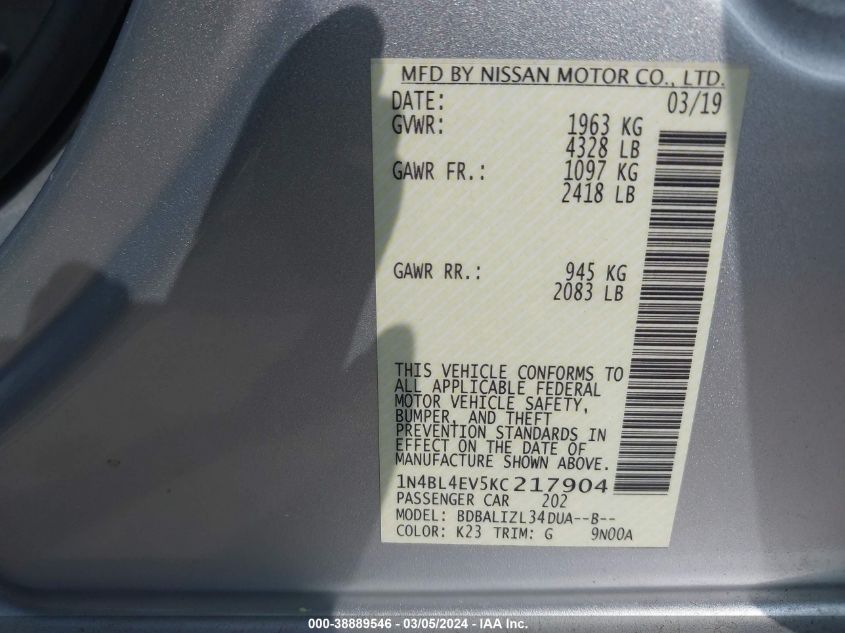 MFD BY NISSAN MOTOR CO., LTD.
DATE: 03/19
GVWR: 1963 KG
4328 LB
GAWR FR.: 1097 KG
2418 LB
GAWR RR.: 945 KG
2083 LB
THIS VEHICLE CONFORMS TO
ALL APPLICABLE FEDERAL
MOTOR VEHICLE SAFETY,
BUMPER, AND THEFT
PREVENTION STANDARDS IN
EFFECT ON THE DATE OF
MANUFACTURE SHOWN ABOVE.
1N4BL4EV5KC217904
PASSENGER CAR 202
MODEL: BDBALIZL34DUA--B--
COLOR: K23 TRIM: G 9N00A
000-38889546 - 03/05/2024 - IAA Inc.